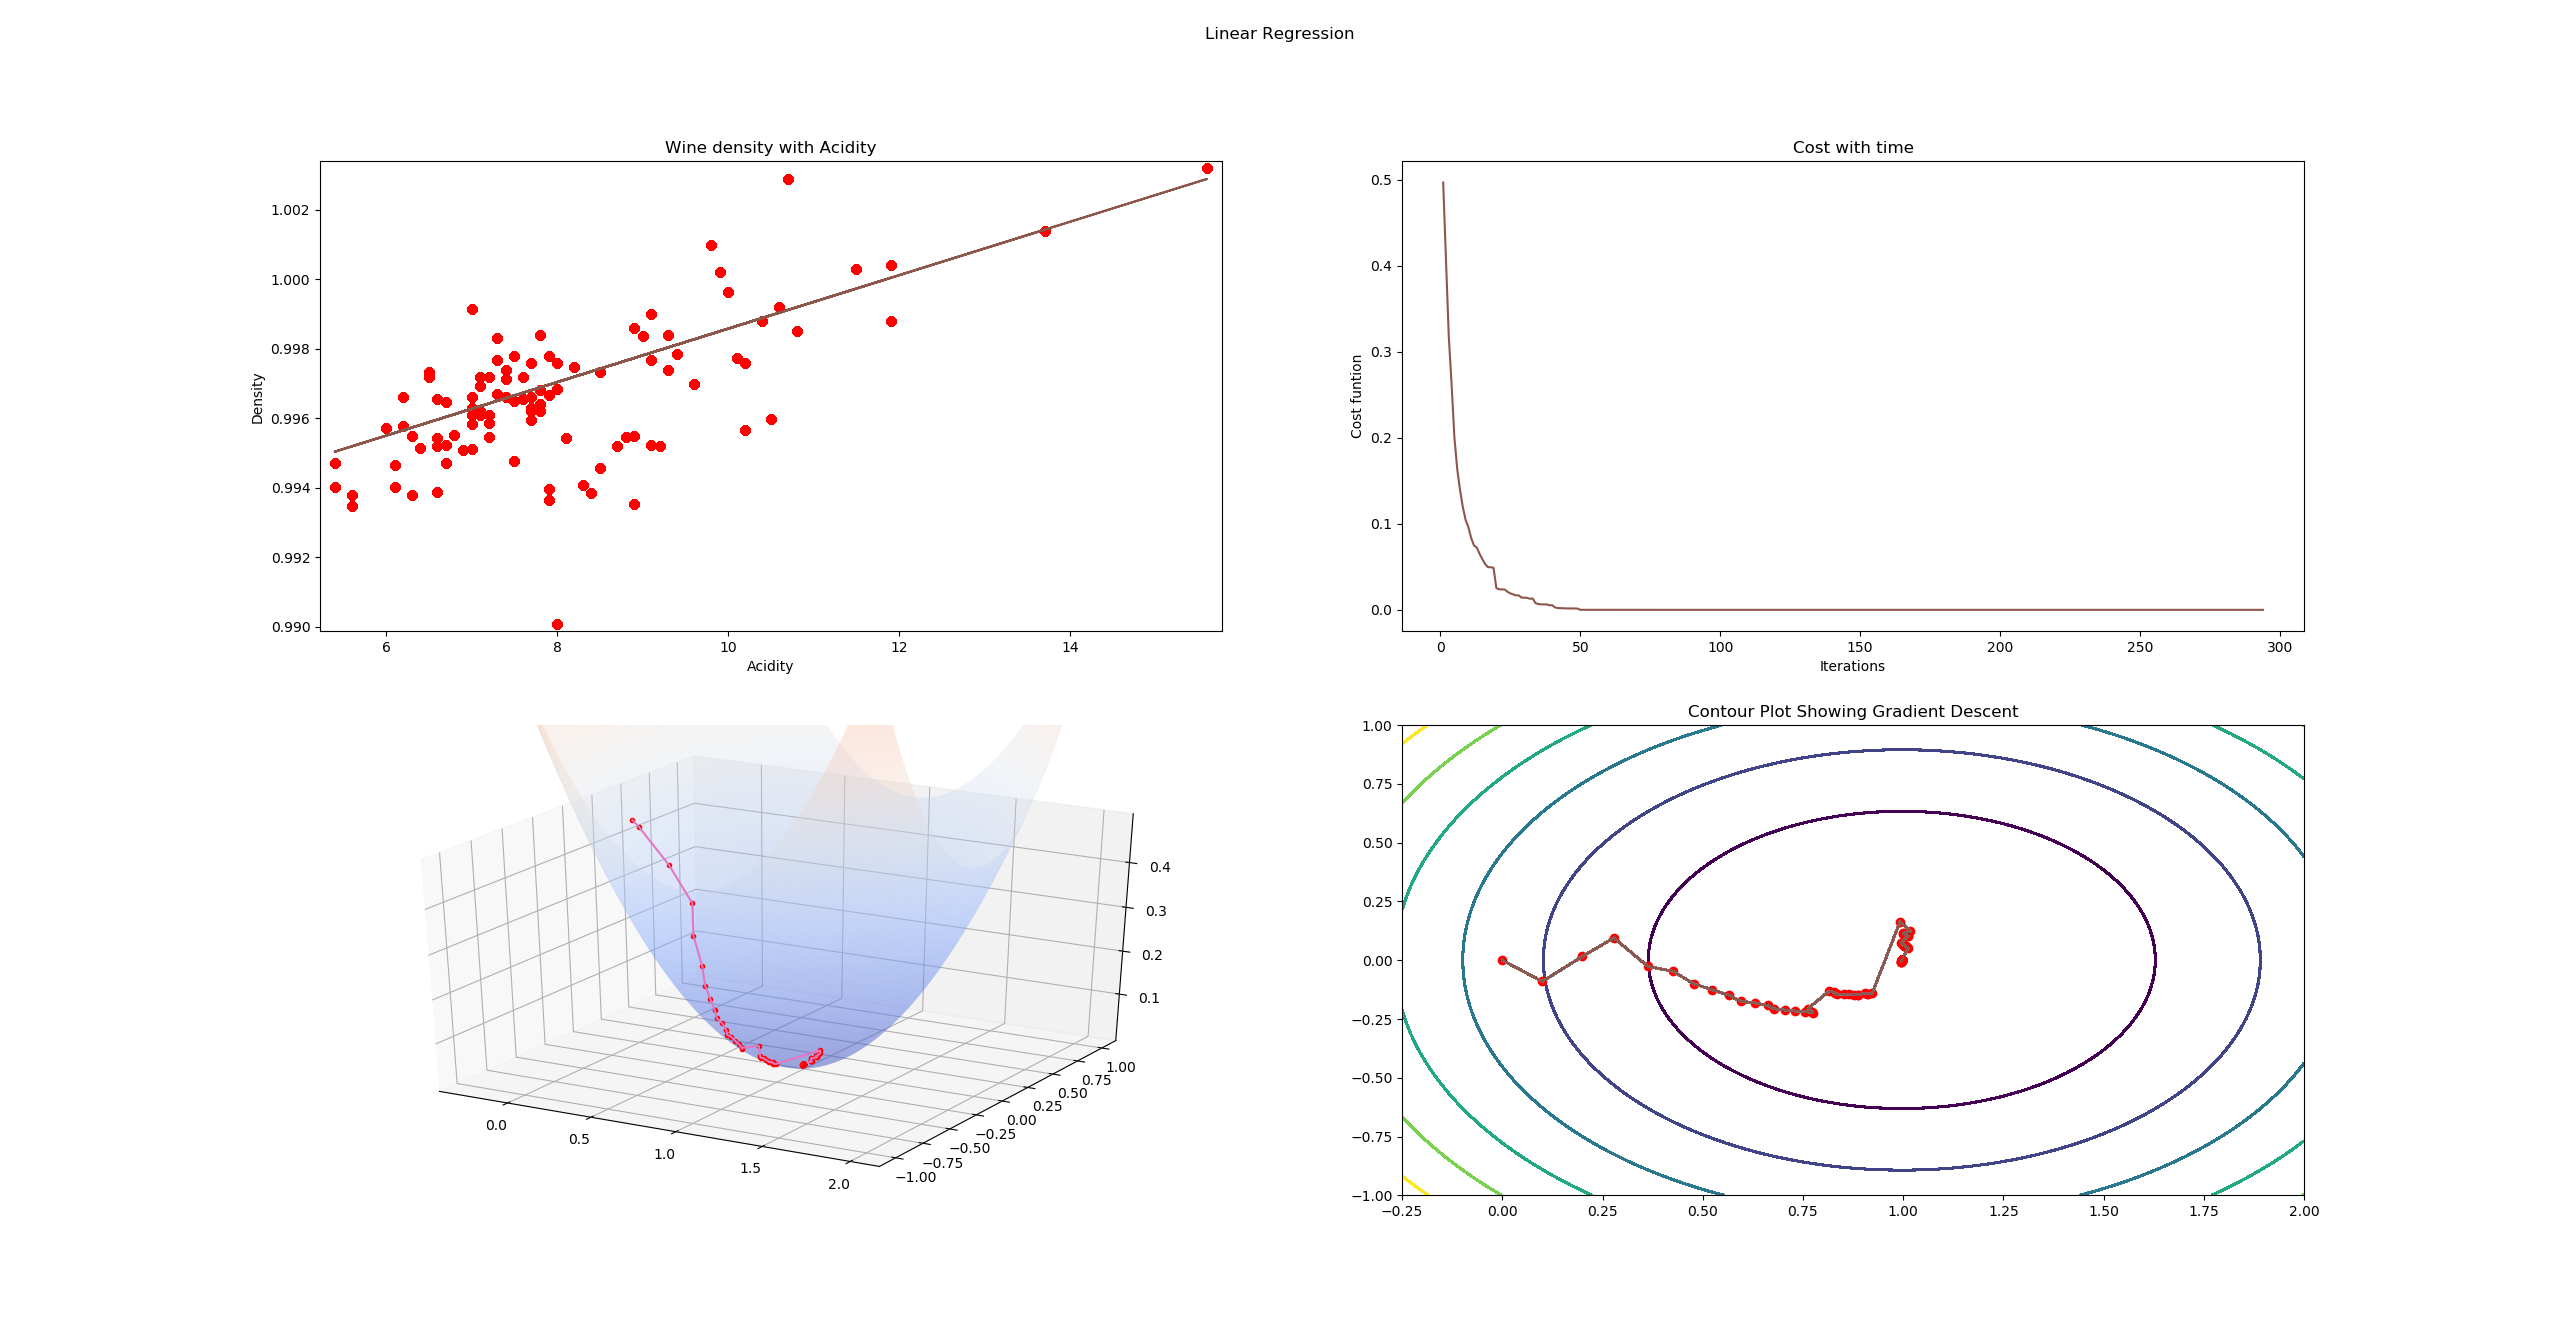 Linear Regression
Wine density with Acidity
1.002
1.000
0.998
0.996
0.994
0.992
0.990
Density
6 8 10 12 14
Acidity
Cost with time
0.5
0.4
0.3
0.2
0.1
0.0
Cost funtion
0 50 100 150 200 250 300
Iterations
0.4
0.3
0.2
0.1
0.0 0.5 1.0 1.5 2.0
1.00
0.75
0.50
0.25
0.00
−0.25
−0.50
−0.75
−1.00
Contour Plot Showing Gradient Descent
1.00
0.75
0.50
0.25
0.00
−0.25
−0.50
−0.75
−1.00
−0.25 0.00 0.25 0.50 0.75 1.00 1.25 1.50 1.75 2.00